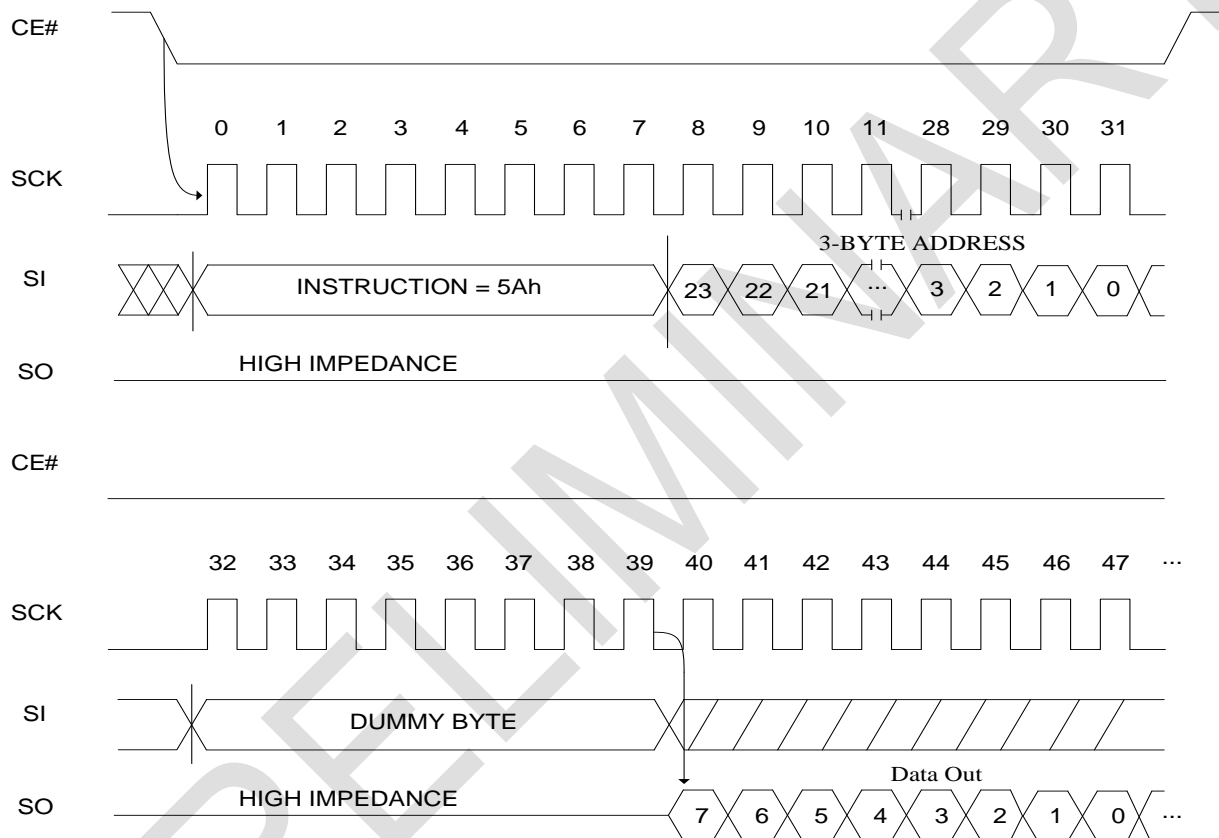 CE#
0 1 2 3 4 5 6 7 8 9 10 11 28 29 30 31
SCK
3-BYTE ADDRESS
SI INSTRUCTION = 5Ah 23 22 21 ... 3 2 1 0
SO HIGH IMPEDANCE
CE#
32 33 34 35 36 37 38 39 40 41 42 43 44 45 46 47 ...
SCK
SI DUMMY BYTE
Data Out
SO HIGH IMPEDANCE 7 6 5 4 3 2 1 0 ...